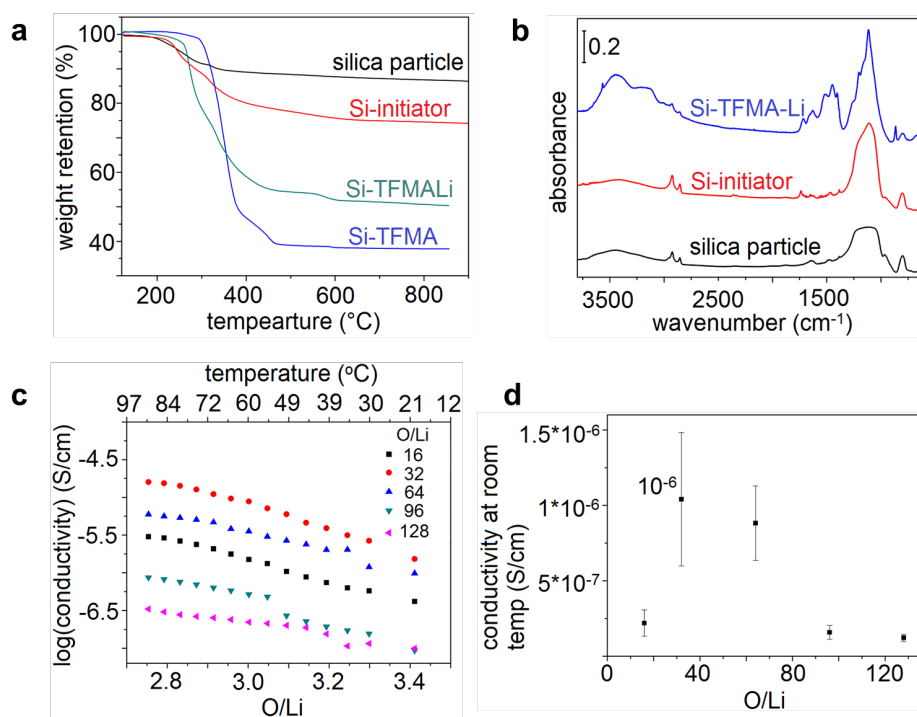 a
weight retention (%)
100
80
60
40
silica particle
Si-initiator
Si-TFMALi
Si-TFMA
200 400 600 800
tempearture (°C)
b
absorbance
0.2
Si-TFMA-Li
Si-initiator
silica particle
3750 2500 1250
wavenumber (cm⁻¹)
c
temperature (°C)
97 84 72 60 49 39 30 21 12
log(conductivity) (S/cm)
-4.5
-5.5
-6.5
O/Li
16
32
64
96
128
2.8 3.0 3.2 3.4
O/Li
d
conductivity at room
temp (S/cm)
1.5*10⁻⁶
1*10⁻⁶
5*10⁻⁷
10⁻⁶
0 40 80 120
O/Li